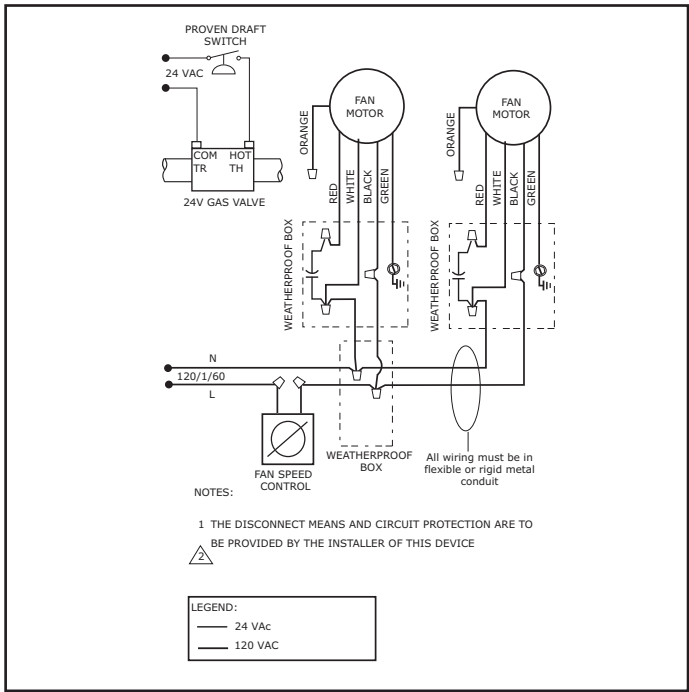 PROVEN DRAFT
SWITCH
24 VAC
COM
TR
HOT
TH
24V GAS VALVE
FAN
MOTOR
ORANGE
RED
WHITE
BLACK
GREEN
WEATHERPROOF BOX
FAN
MOTOR
ORANGE
RED
WHITE
BLACK
GREEN
WEATHERPROOF BOX
N
120/1/60
L
FAN SPEED
CONTROL
WEATHERPROOF
BOX
All wiring must be in
flexible or rigid metal
conduit
NOTES:
1 THE DISCONNECT MEANS AND CIRCUIT PROTECTION ARE TO
BE PROVIDED BY THE INSTALLER OF THIS DEVICE
2
LEGEND:
24 VAc
120 VAC